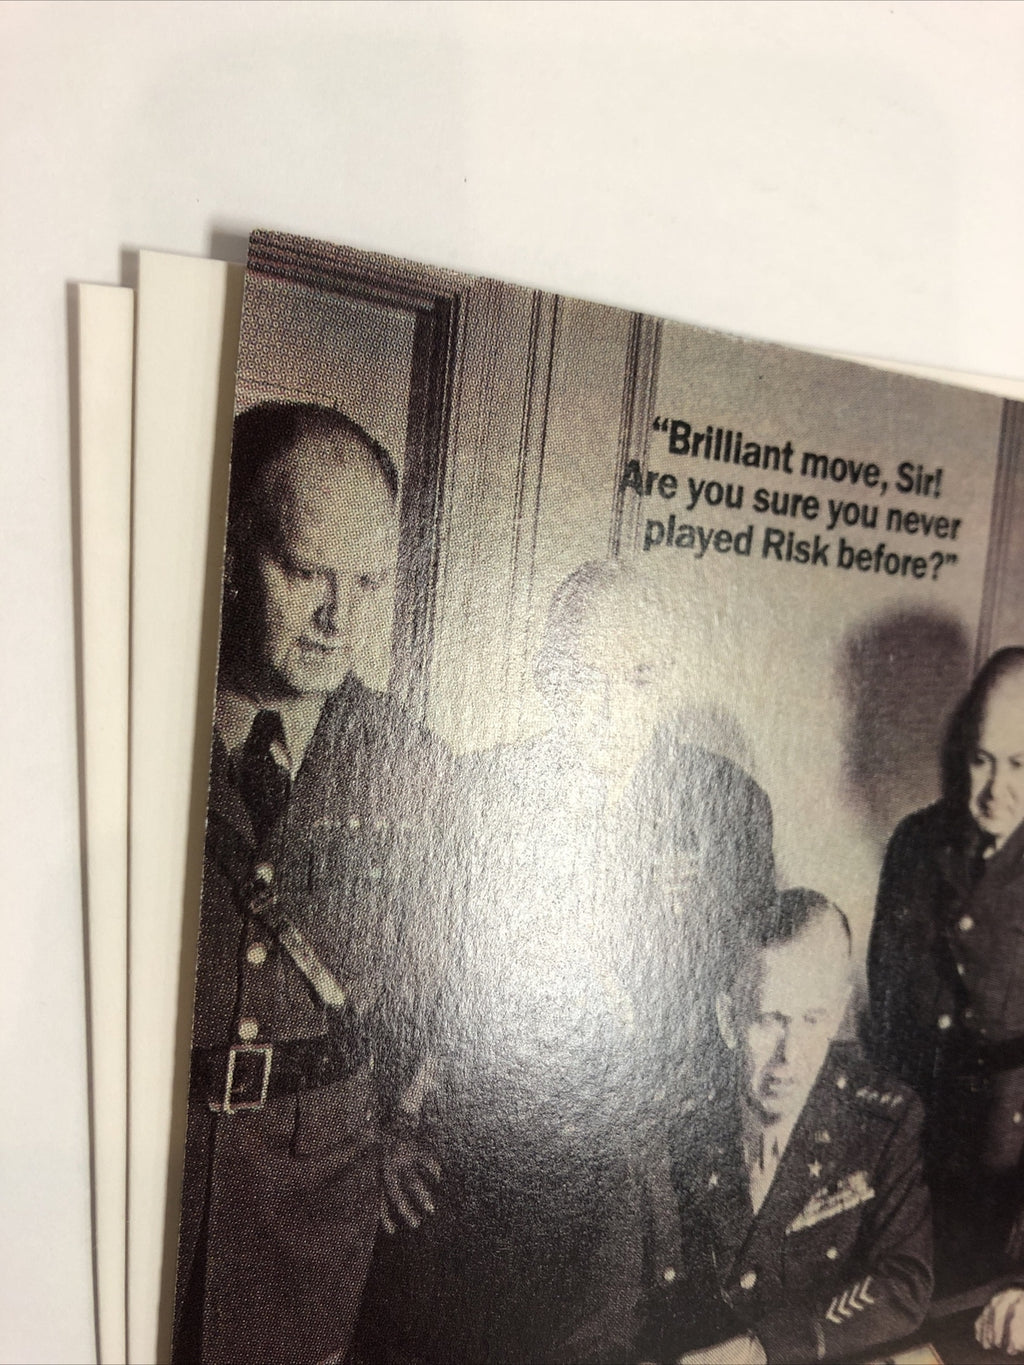 “Brilliant move, Sir!
Are you sure you never
played Risk before?”